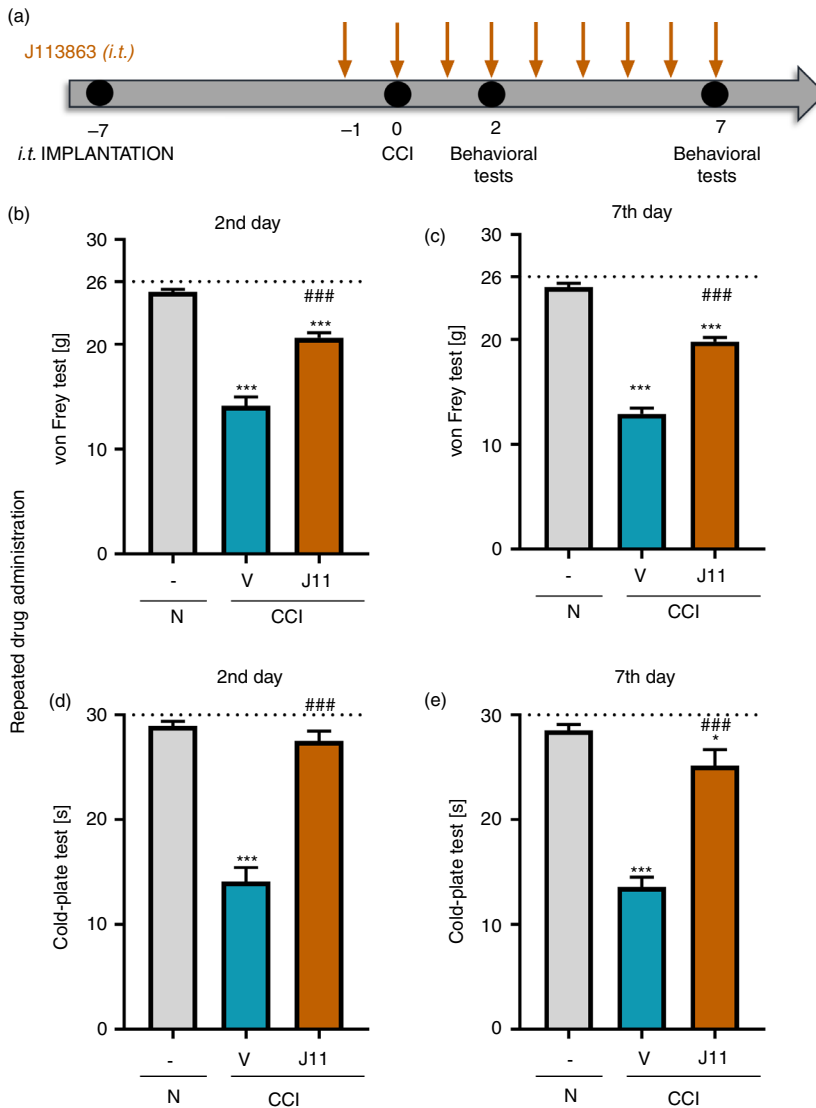 (a)
J113863 (i.t.)
–7
–1
0
2
7
i.t. IMPLANTATION
CCI
Behavioral
tests
Behavioral
tests
Repeated drug administration
(b)
2nd day
von Frey test [g]
30
26
20
10
0
###
***
***
-
V
J11
N
CCI
(c)
7th day
von Frey test [g]
30
26
20
10
0
###
***
***
-
V
J11
N
CCI
(d)
2nd day
Cold-plate test [s]
30
20
10
0
###
***
-
V
J11
N
CCI
(e)
7th day
Cold-plate test [s]
30
20
10
0
###
*
***
-
V
J11
N
CCI